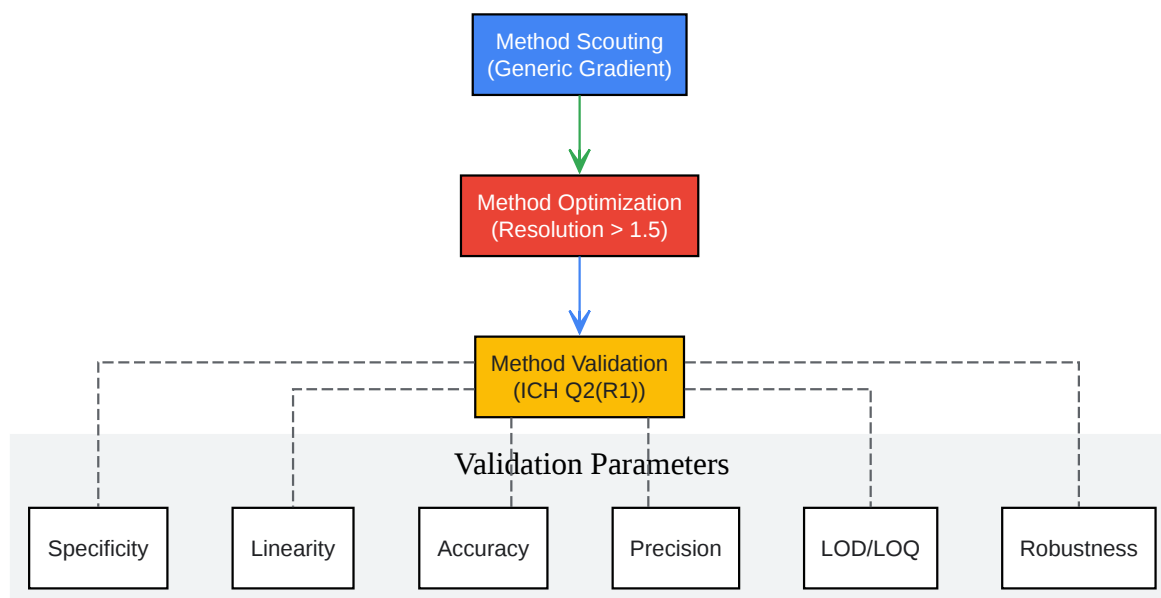 Method Scouting
(Generic Gradient)
Method Optimization
(Resolution > 1.5)
Method Validation
(ICH Q2(R1))
Validation Parameters
Specificity
Linearity
Accuracy
Precision
LOD/LOQ
Robustness